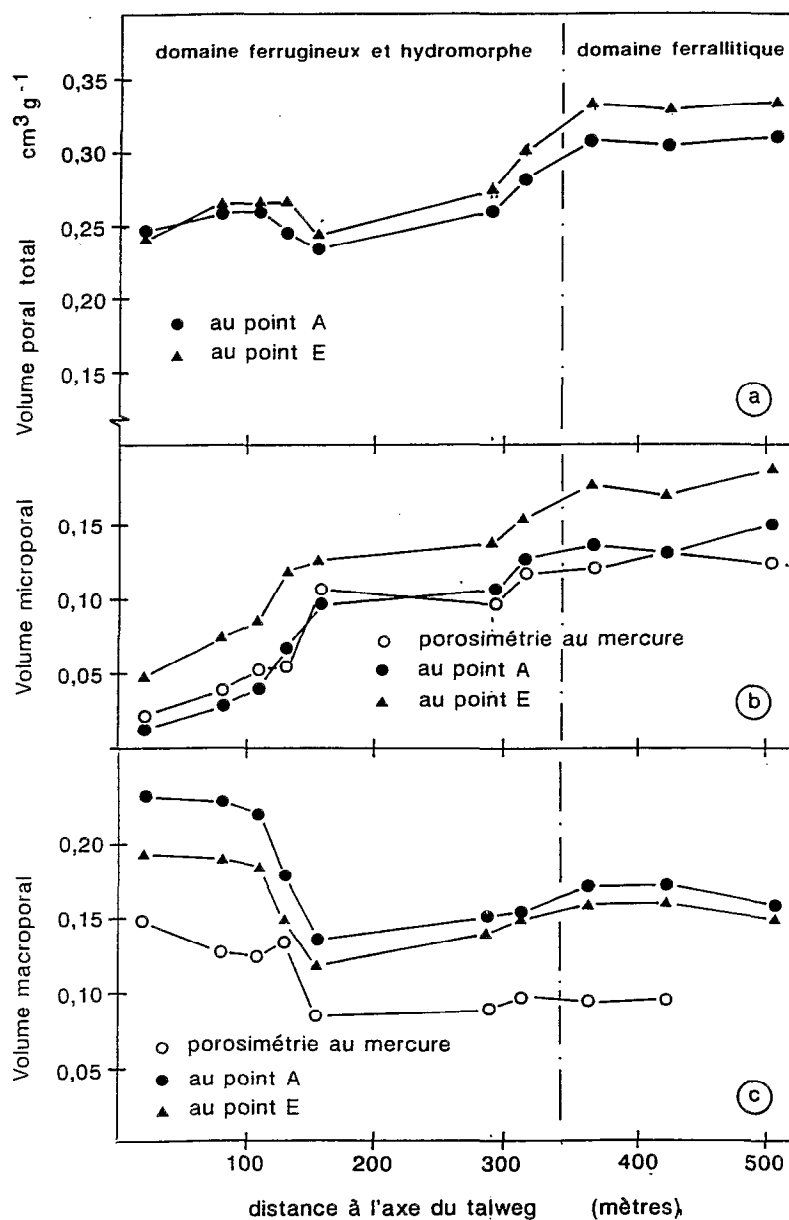 domaine ferrugineux et hydromorphe
domaine ferrallitique
cm³g⁻¹
Volume poral total
0,35
0,30
0,25
0,20
0,15
● au point A
▲ au point E
a
Volume microporal
0,15
0,10
0,05
○ porosimétrie au mercure
● au point A
▲ au point E
b
Volume macroporal
0,20
0,15
0,10
0,05
○ porosimétrie au mercure
● au point A
▲ au point E
c
100 200 300 400 500
distance à l'axe du talweg (mètres)